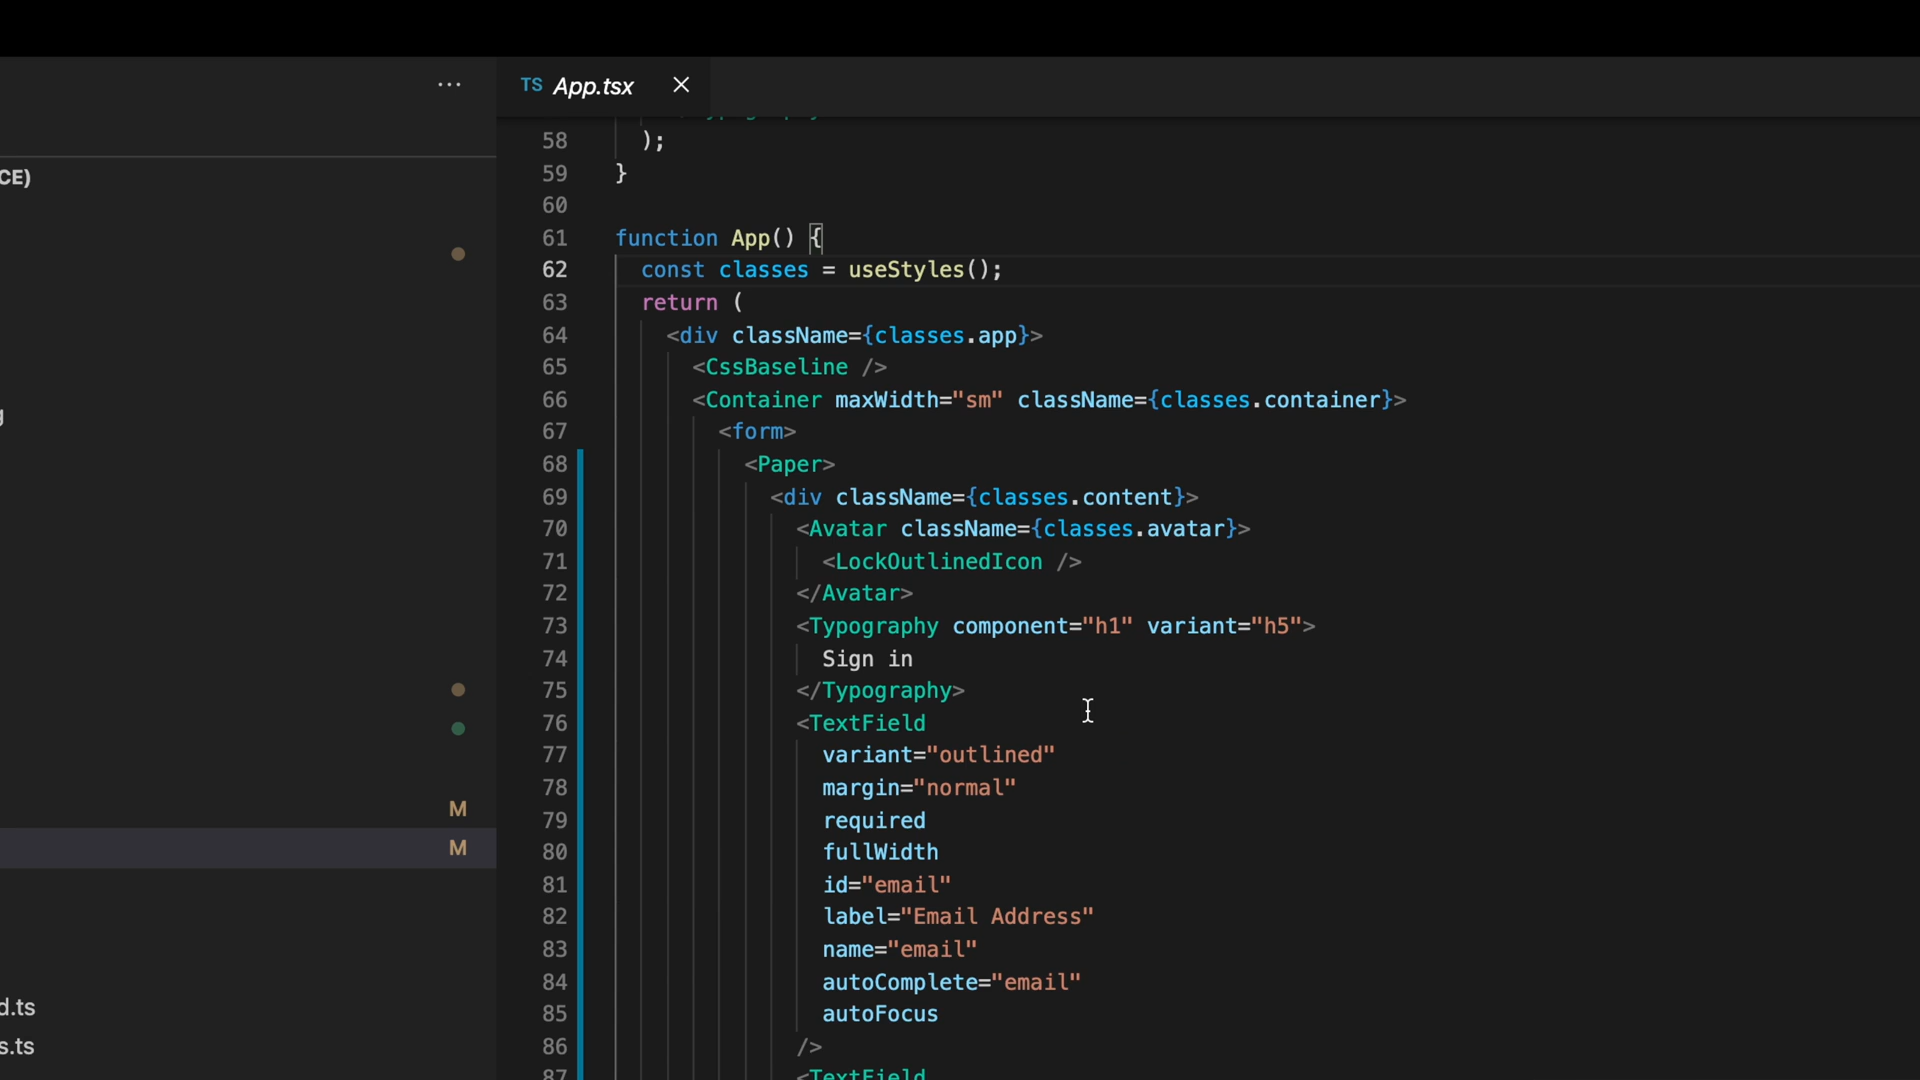 ...
TS App.tsx
CE)
M
M
d.ts
s.ts
58 );
59 }
60
61 function App() {
62 const classes = useStyles();
63 return (
64 <div className={classes.app}>
65 <CssBaseline />
66 <Container maxWidth="sm" className={classes.container}>
67 <form>
68 <Paper>
69 <div className={classes.content}>
70 <Avatar className={classes.avatar}>
71 <LockOutlinedIcon />
72 </Avatar>
73 <Typography component="h1" variant="h5">
74 Sign in
75 </Typography>
76 <TextField
77 variant="outlined"
78 margin="normal"
79 required
80 fullWidth
81 id="email"
82 label="Email Address"
83 name="email"
84 autoComplete="email"
85 autoFocus
86 />
87 <TextField